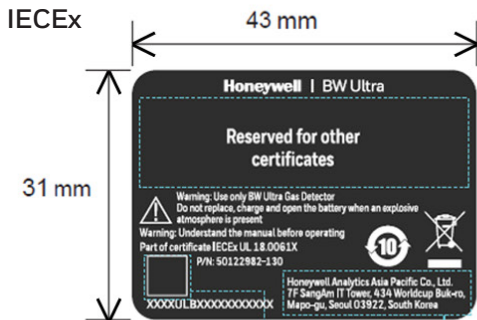 IECEx
43 mm
31 mm
Honeywell | BW Ultra
Reserved for other
certificates
Warning: Use only BW Ultra Gas Detector
Do not replace, charge and open the battery when an explosive
atmosphere is present
Warning: Understand the manual before operating
Part of certificate IECEx UL 18.0061X
P/N: 50122982-130
10
Honeywell Analytics Asia Pacific Co., Ltd.
7F SangAm IT Tower, 434 Worldcup Buk-ro,
Mapo-gu, Seoul 03922, South Korea
XXXXULBXXXXXXXXXXX